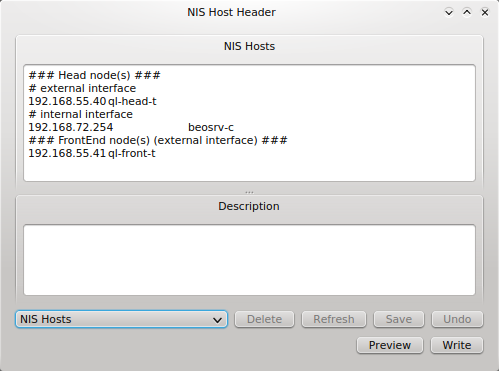 NIS Host Header
NIS Hosts
### Head node(s) ###
# external interface
192.168.55.40 ql-head-t
# internal interface
192.168.72.254 beosrv-c
### FrontEnd node(s) (external interface) ###
192.168.55.41 ql-front-t
...
Description
NIS Hosts Delete Refresh Save Undo
Preview Write